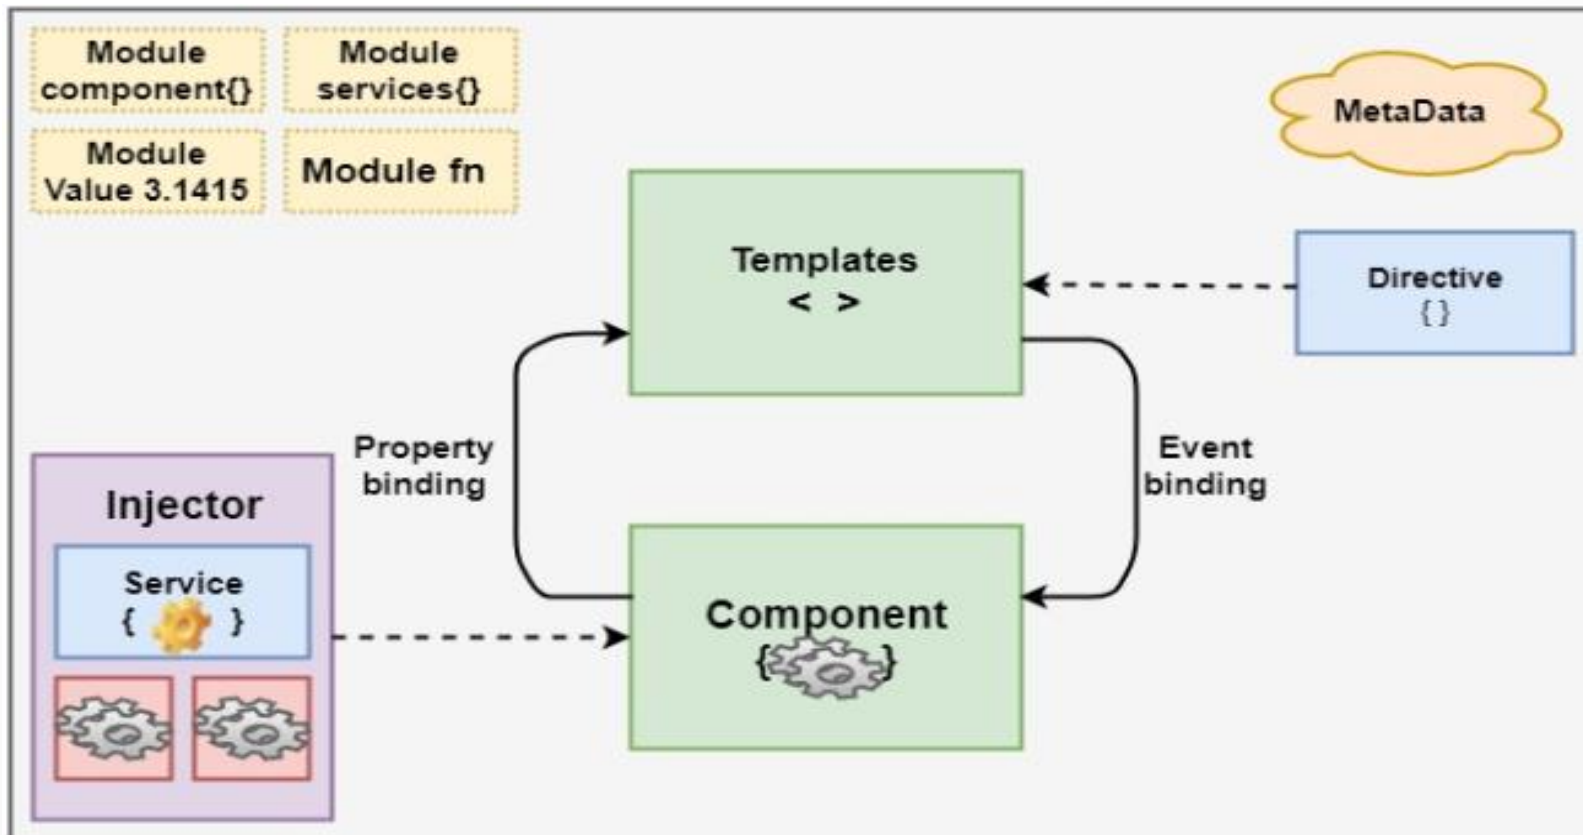 Module
component{}
Module
services{}
Module
Value 3.1415
Module fn
MetaData
Templates
< >
Directive
{ }
Property
binding
Event
binding
Injector
Service
{ }
Component
{ }